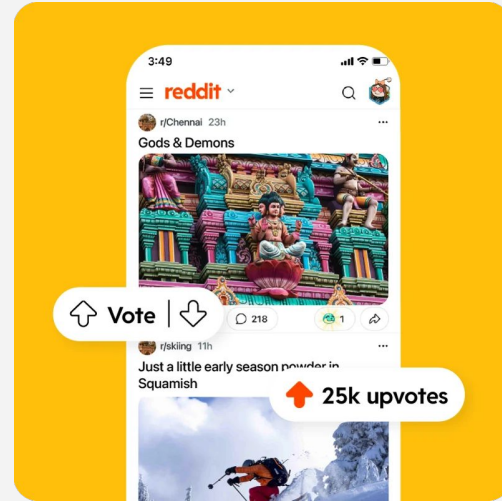 3:49
reddit
r/Chennai 23h
Gods & Demons
Vote
218
1
r/skiing 11h
Just a little early season powder in
Squamish
25k upvotes